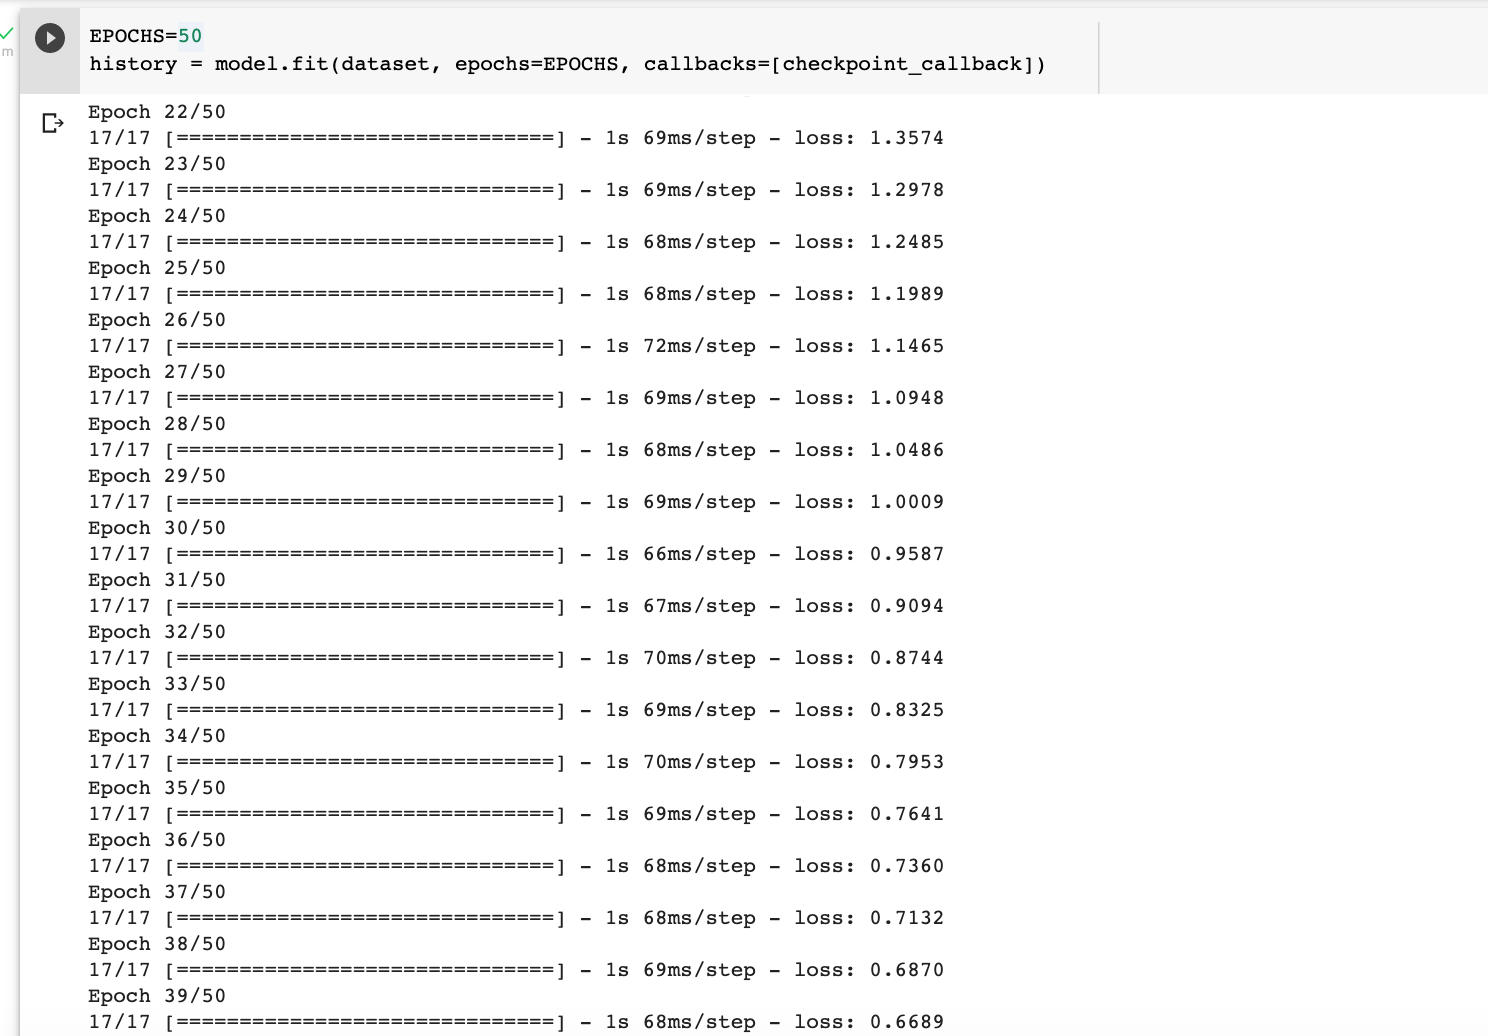 EPOCHS=50
history = model.fit(dataset, epochs=EPOCHS, callbacks=[checkpoint_callback])
m
Epoch 22/50
17/17 [==============================] - 1s 69ms/step - loss: 1.3574
Epoch 23/50
17/17 [==============================] - 1s 69ms/step - loss: 1.2978
Epoch 24/50
17/17 [==============================] - 1s 68ms/step - loss: 1.2485
Epoch 25/50
17/17 [==============================] - 1s 68ms/step - loss: 1.1989
Epoch 26/50
17/17 [==============================] - 1s 72ms/step - loss: 1.1465
Epoch 27/50
17/17 [==============================] - 1s 69ms/step - loss: 1.0948
Epoch 28/50
17/17 [==============================] - 1s 68ms/step - loss: 1.0486
Epoch 29/50
17/17 [==============================] - 1s 69ms/step - loss: 1.0009
Epoch 30/50
17/17 [==============================] - 1s 66ms/step - loss: 0.9587
Epoch 31/50
17/17 [==============================] - 1s 67ms/step - loss: 0.9094
Epoch 32/50
17/17 [==============================] - 1s 70ms/step - loss: 0.8744
Epoch 33/50
17/17 [==============================] - 1s 69ms/step - loss: 0.8325
Epoch 34/50
17/17 [==============================] - 1s 70ms/step - loss: 0.7953
Epoch 35/50
17/17 [==============================] - 1s 69ms/step - loss: 0.7641
Epoch 36/50
17/17 [==============================] - 1s 68ms/step - loss: 0.7360
Epoch 37/50
17/17 [==============================] - 1s 68ms/step - loss: 0.7132
Epoch 38/50
17/17 [==============================] - 1s 69ms/step - loss: 0.6870
Epoch 39/50
17/17 [==============================] - 1s 68ms/step - loss: 0.6689